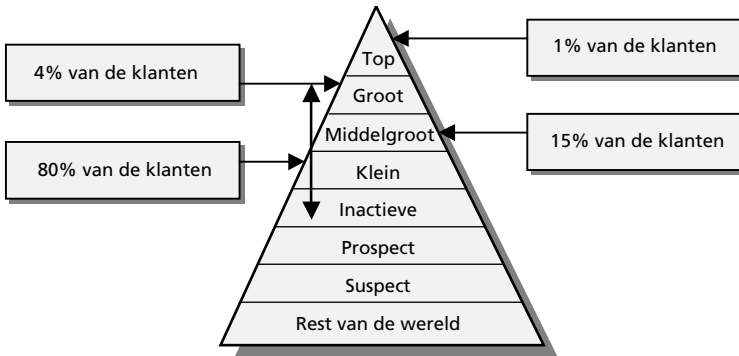 1% van de klanten
4% van de klanten
Top
Groot
Middelgroot
15% van de klanten
80% van de klanten
Klein
Inactieve
Prospect
Suspect
Rest van de wereld